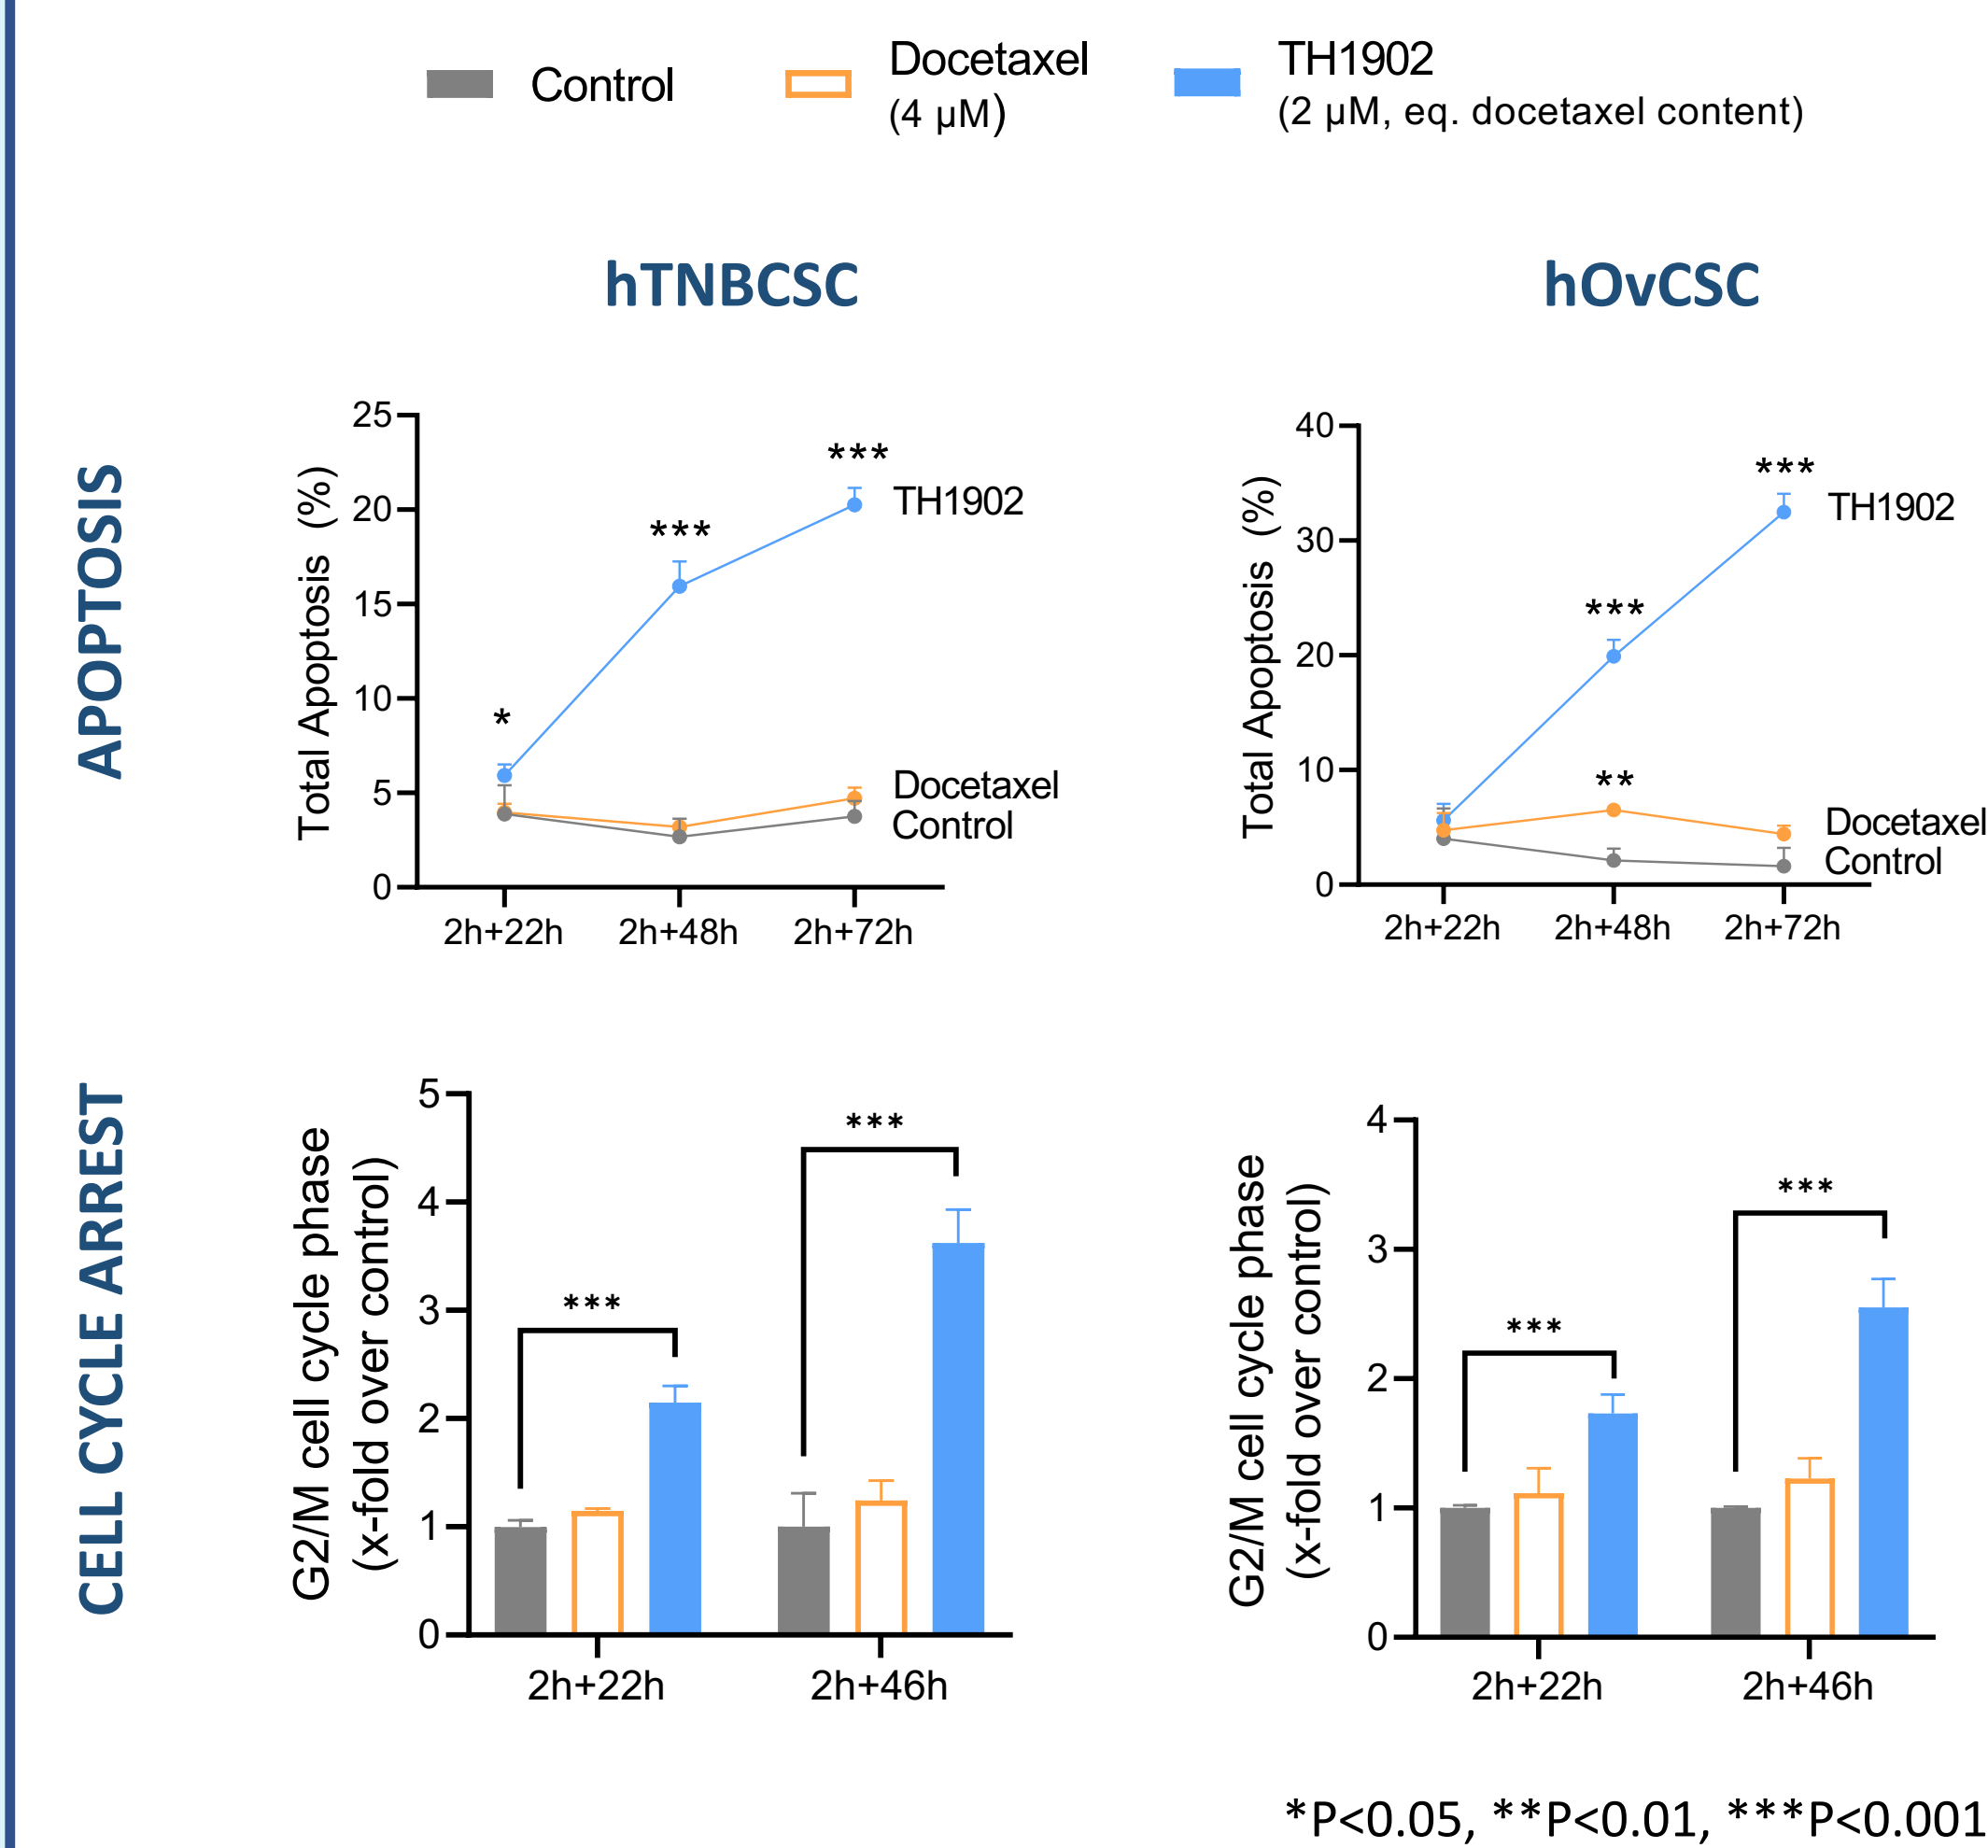 Control
Docetaxel
(4 µM)
TH1902
(2 µM, eq. docetaxel content)
hTNBCSC
hOvCSC
APOPTOSIS
Total Apoptosis (%)
25
20
15
10
5
0
*
***
***
TH1902
Docetaxel
Control
2h+22h
2h+48h
2h+72h
Total Apoptosis (%)
40
30
20
10
0
***
***
**
TH1902
Docetaxel
Control
2h+22h
2h+48h
2h+72h
CELL CYCLE ARREST
G2/M cell cycle phase
(x-fold over control)
5
4
3
2
1
0
***
***
2h+22h
2h+46h
G2/M cell cycle phase
(x-fold over control)
4
3
2
1
0
***
***
2h+22h
2h+46h
*P<0.05, **P<0.01, ***P<0.001